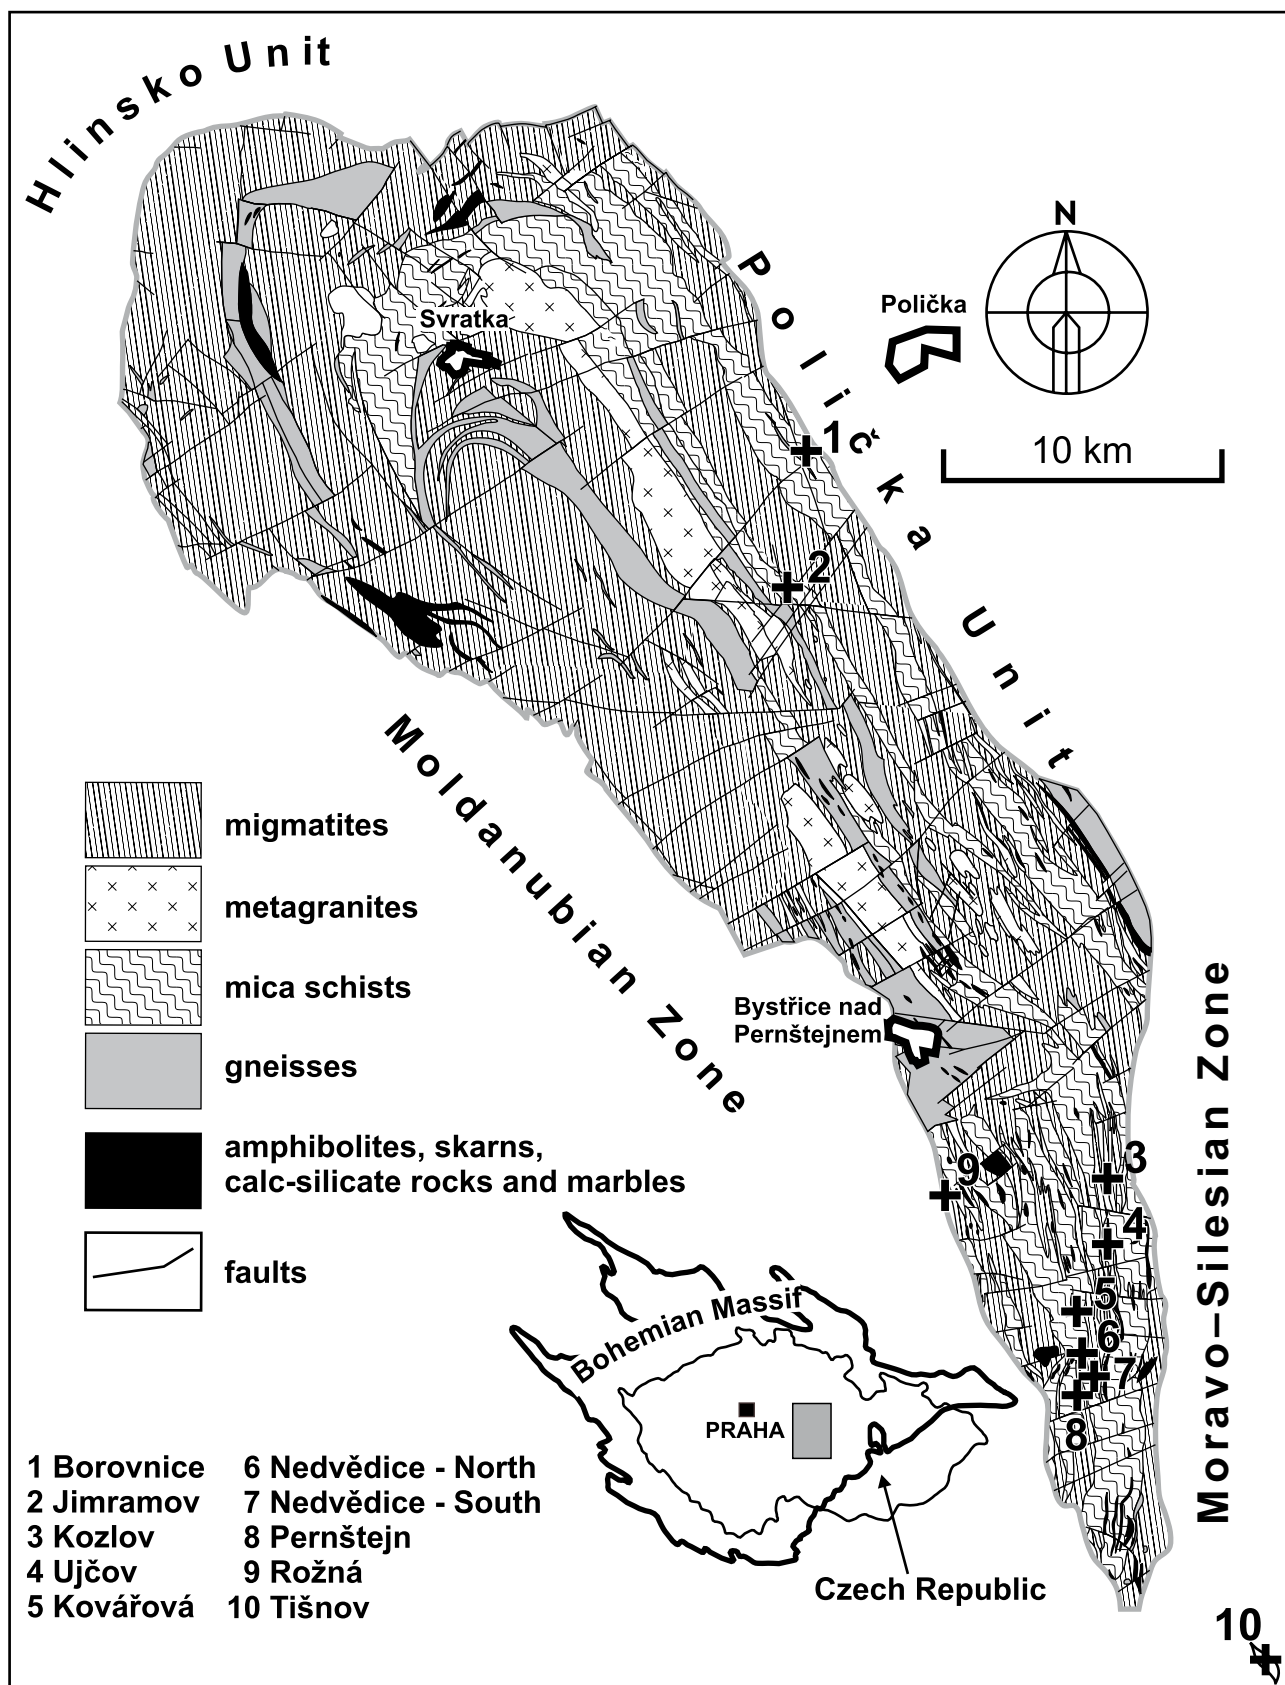 Hlinsko Unit
N
Polička
Svratka
Polička Unit
10 km
1
2
Moldanubian Zone
migmatites
metagranites
mica schists
gneisses
amphibolites, skarns,
calc-silicate rocks and marbles
faults
Bystřice nad
Pernštejnem
Moravo–Silesian Zone
9
3
4
5
6
7
8
Bohemian Massif
PRAHA
Czech Republic
1 Borovnice
2 Jimramov
3 Kozlov
4 Ujčov
5 Kovářová
6 Nedvědice - North
7 Nedvědice - South
8 Pernštejn
9 Rožná
10 Tišnov
10